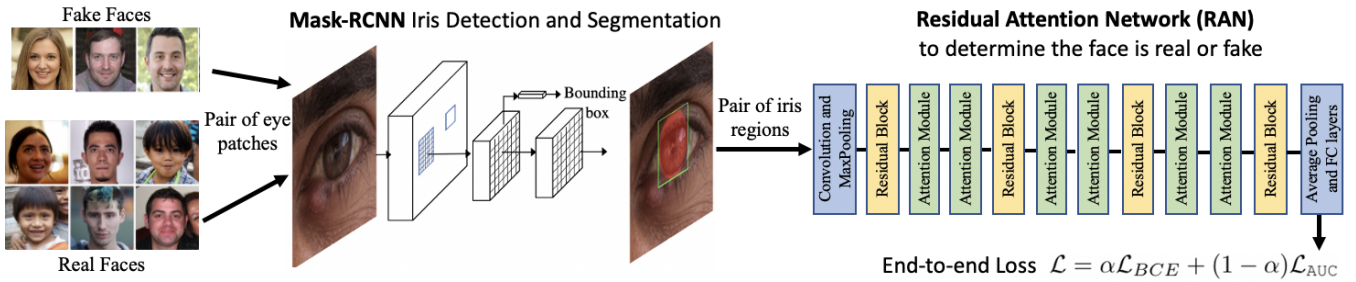 Fake Faces
Real Faces
Pair of eye
patches
Mask-RCNN Iris Detection and Segmentation
Bounding
box
Pair of iris
regions
Residual Attention Network (RAN)
to determine the face is real or fake
Convolution and
MaxPooling
Residual Block
Attention Module
Attention Module
Residual Block
Attention Module
Attention Module
Residual Block
Attention Module
Attention Module
Residual Block
Average Pooling
and FC layers
End-to-end Loss ℒ = αℒ_BCE + (1 − α)ℒ_AUC